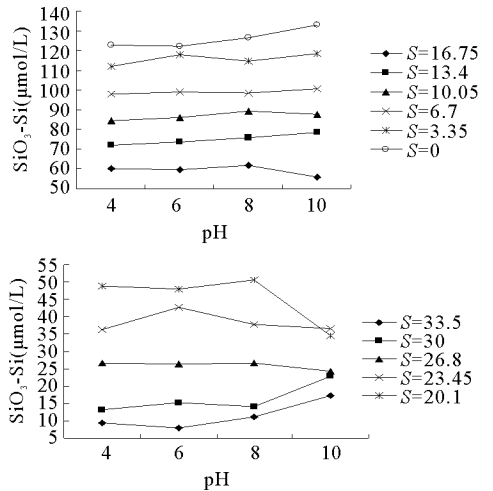 SiO3-Si(μmol/L)
140
130
120
110
100
90
80
70
60
50
4 6 8 10
pH
S=16.75
S=13.4
S=10.05
S=6.7
S=3.35
S=0
SiO3-Si(μmol/L)
55
50
45
40
35
25
20
15
10
5
4 6 8 10
pH
S=33.5
S=30
S=26.8
S=23.45
S=20.1